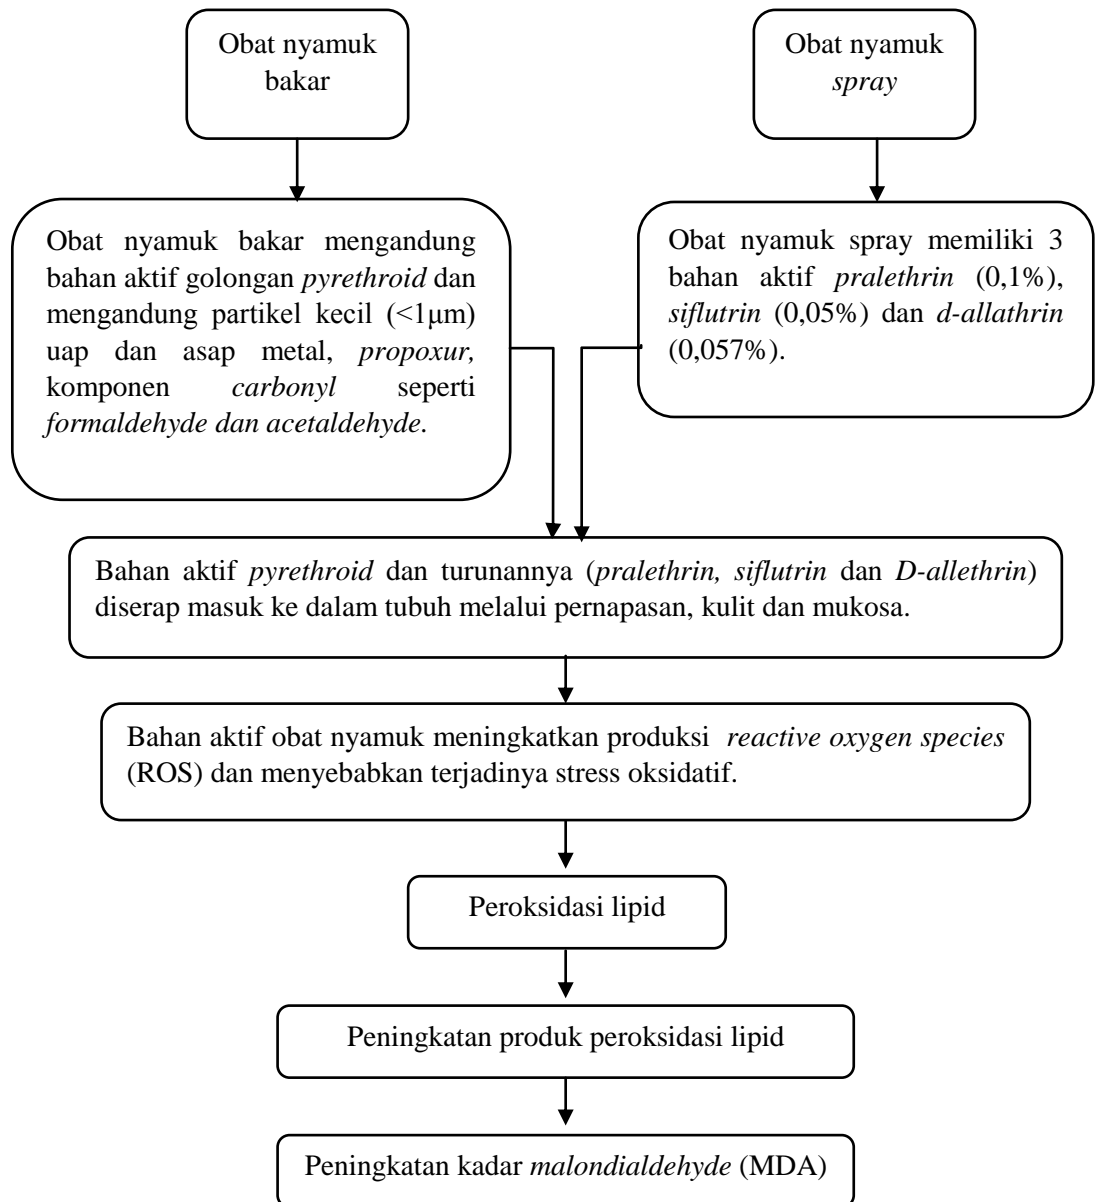 Obat nyamuk
bakar
Obat nyamuk
spray
Obat nyamuk bakar mengandung
bahan aktif golongan pyrethroid dan
mengandung partikel kecil (<1μm)
uap dan asap metal, propoxur,
komponen carbonyl seperti
formaldehyde dan acetaldehyde.
Obat nyamuk spray memiliki 3
bahan aktif pralethrin (0,1%),
siflutrin (0,05%) dan d-allathrin
(0,057%).
Bahan aktif pyrethroid dan turunannya (pralethrin, siflutrin dan D-allethrin)
diserap masuk ke dalam tubuh melalui pernapasan, kulit dan mukosa.
Bahan aktif obat nyamuk meningkatkan produksi reactive oxygen species
(ROS) dan menyebabkan terjadinya stress oksidatif.
Peroksidasi lipid
Peningkatan produk peroksidasi lipid
Peningkatan kadar malondialdehyde (MDA)